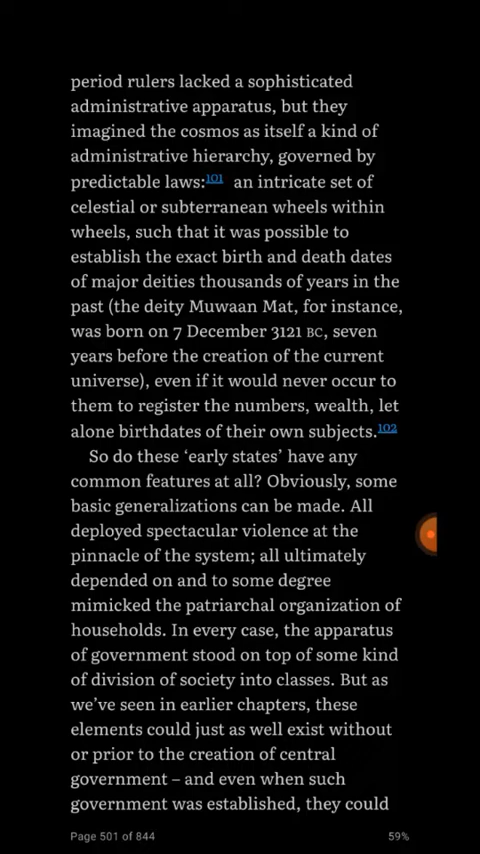 period rulers lacked a sophisticated
administrative apparatus, but they
imagined the cosmos as itself a kind of
administrative hierarchy, governed by
predictable laws:101 an intricate set of
celestial or subterranean wheels within
wheels, such that it was possible to
establish the exact birth and death dates
of major deities thousands of years in the
past (the deity Muwaan Mat, for instance,
was born on 7 December 3121 BC, seven
years before the creation of the current
universe), even if it would never occur to
them to register the numbers, wealth, let
alone birthdates of their own subjects.102
So do these ‘early states’ have any
common features at all? Obviously, some
basic generalizations can be made. All
deployed spectacular violence at the
pinnacle of the system; all ultimately
depended on and to some degree
mimicked the patriarchal organization of
households. In every case, the apparatus
of government stood on top of some kind
of division of society into classes. But as
we’ve seen in earlier chapters, these
elements could just as well exist without
or prior to the creation of central
government – and even when such
government was established, they could
Page 501 of 844 59%